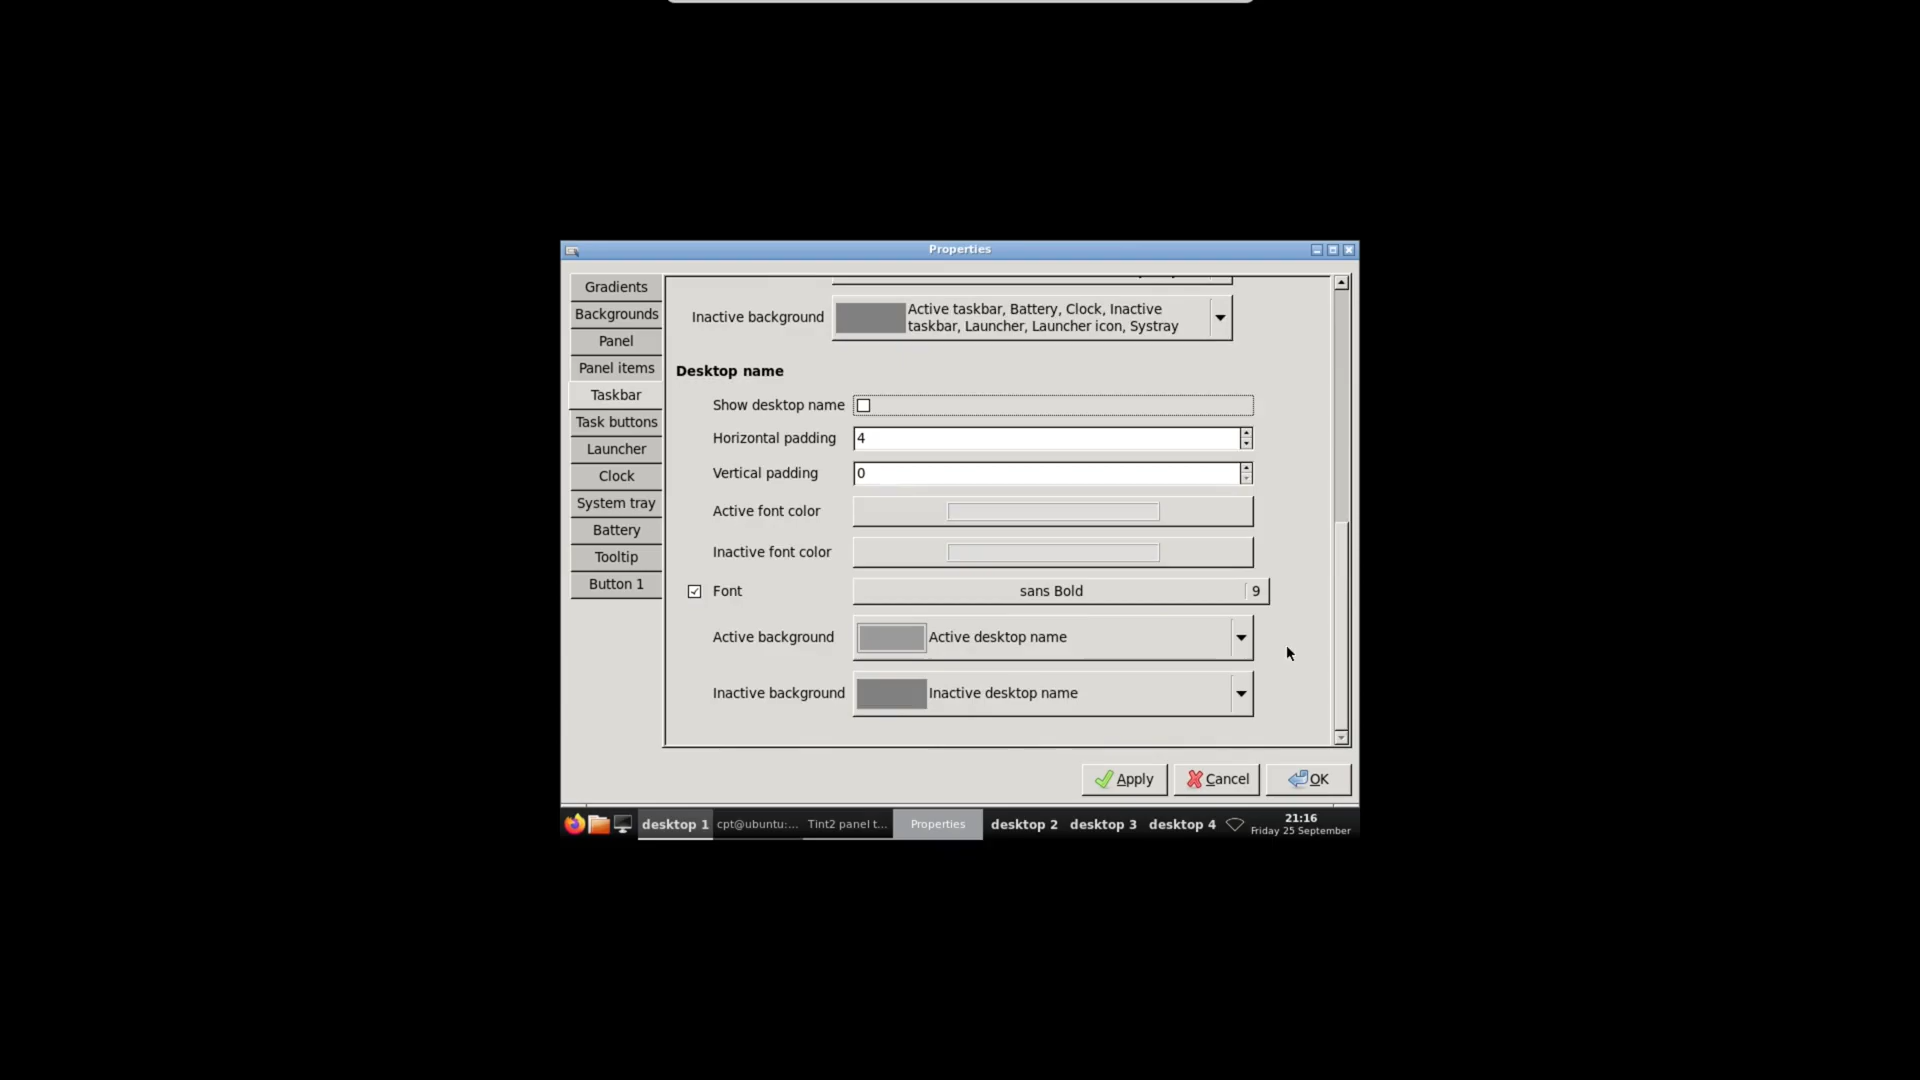 Properties
Gradients
Backgrounds
Panel
Panel items
Taskbar
Task buttons
Launcher
Clock
System tray
Battery
Tooltip
Button 1
Inactive background
Active taskbar, Battery, Clock, Inactive
taskbar, Launcher, Launcher icon, Systray
Desktop name
Show desktop name
Horizontal padding 4
Vertical padding 0
Active font color
Inactive font color
Font sans Bold 9
Active background Active desktop name
Inactive background Inactive desktop name
Apply Cancel OK
desktop 1 cpt@ubuntu:... Tint2 panel t... Properties desktop 2 desktop 3 desktop 4
21:16
Friday 25 September